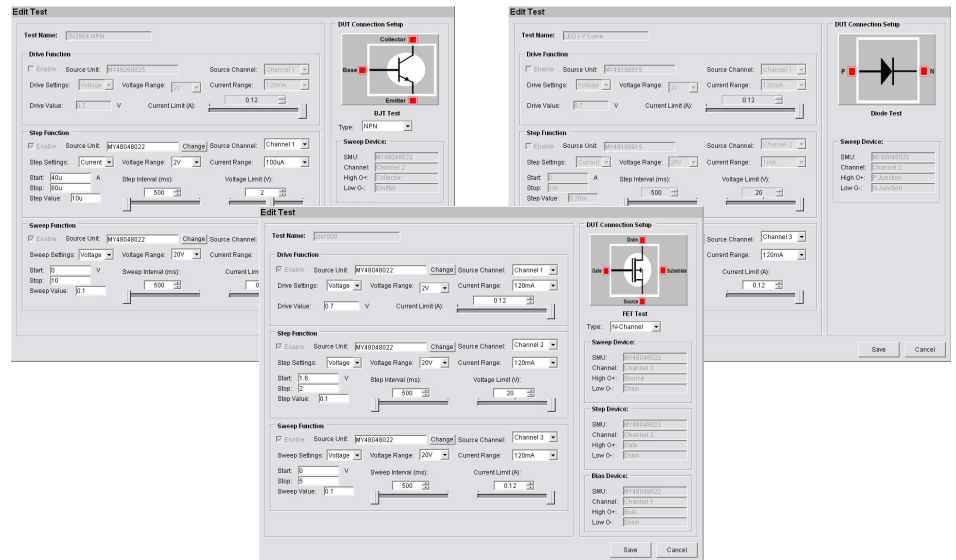 Edit Test
Test Name: 2N3904 NPN
Drive Function
Enable Source Unit: MY49280025 Source Channel: Channel 1
Drive Settings: Voltage Voltage Range: 2V Current Range: 120mA
Drive Value: 0.7 V Current Limit (A): 0.12
Step Function
Enable Source Unit: MY48048022 Change Source Channel: Channel 1
Step Settings: Current Voltage Range: 2V Current Range: 100uA
Start: 40u A Step Interval (ms): Voltage Limit (V):
Stop: 80u 500 2
Step Value: 10u
Sweep Function
Enable Source Unit: MY48048022 Change Source Channel:
Sweep Settings: Voltage Voltage Range: 20V Current Range:
Start: 0 V Sweep Interval (ms): Current Lim
Stop: 10 500 0
Sweep Value: 0.1
DUT Connection Setup
Collector
Base
Emitter
BJT Test
Type: NPN
Sweep Device:
SMU: MY48048022
Channel: Channel 2
High O+: Collector
Low O-: Emitter
Edit Test
Test Name: LED I-V Curve
Drive Function
Enable Source Unit: MY49190016 Source Channel: Channel 1
Drive Settings: Voltage Voltage Range: 2V Current Range: 120mA
Drive Value: 0.7 V Current Limit (A): 0.12
Step Function
Enable Source Unit: MY49190016 Source Channel: Channel 2
Step Settings: Current Voltage Range: 20V Current Range: 1mA
Start: 0 A Step Interval (ms): Voltage Limit (V):
Stop: 1m 500 20
Step Value: 0.25m
Source Channel: Channel 3
Current Range: 120mA
Current Limit (A):
0.12
DUT Connection Setup
P N
Diode Test
Sweep Device:
SMU: MY48048022
Channel: Channel 3
High O+: P Junction
Low O-: N Junction
Save Cancel
Edit Test
Test Name: 2N7000
Drive Function
Enable Source Unit: MY48048022 Change Source Channel: Channel 1
Drive Settings: Voltage Voltage Range: 2V Current Range: 120mA
Drive Value: 0.7 V Current Limit (A): 0.12
Step Function
Enable Source Unit: MY48048022 Change Source Channel: Channel 2
Step Settings: Voltage Voltage Range: 20V Current Range: 120mA
Start: 1.6 V Step Interval (ms): Voltage Limit (V):
Stop: 2 500 20
Step Value: 0.1
Sweep Function
Enable Source Unit: MY48048022 Change Source Channel: Channel 3
Sweep Settings: Voltage Voltage Range: 20V Current Range: 120mA
Start: 0 V Sweep Interval (ms): Current Limit (A):
Stop: 5 500 0.12
Sweep Value: 0.1
DUT Connection Setup
Drain
Gate Substrate
Source
FET Test
Type: N-Channel
Sweep Device:
SMU: MY48048022
Channel: Channel 3
High O+: Source
Low O-: Drain
Step Device:
SMU: MY48048022
Channel: Channel 2
High O+: Gate
Low O-: Drain
Bias Device:
SMU: MY48048022
Channel: Channel 1
High O+: Bulk
Low O-: Drain
Save Cancel